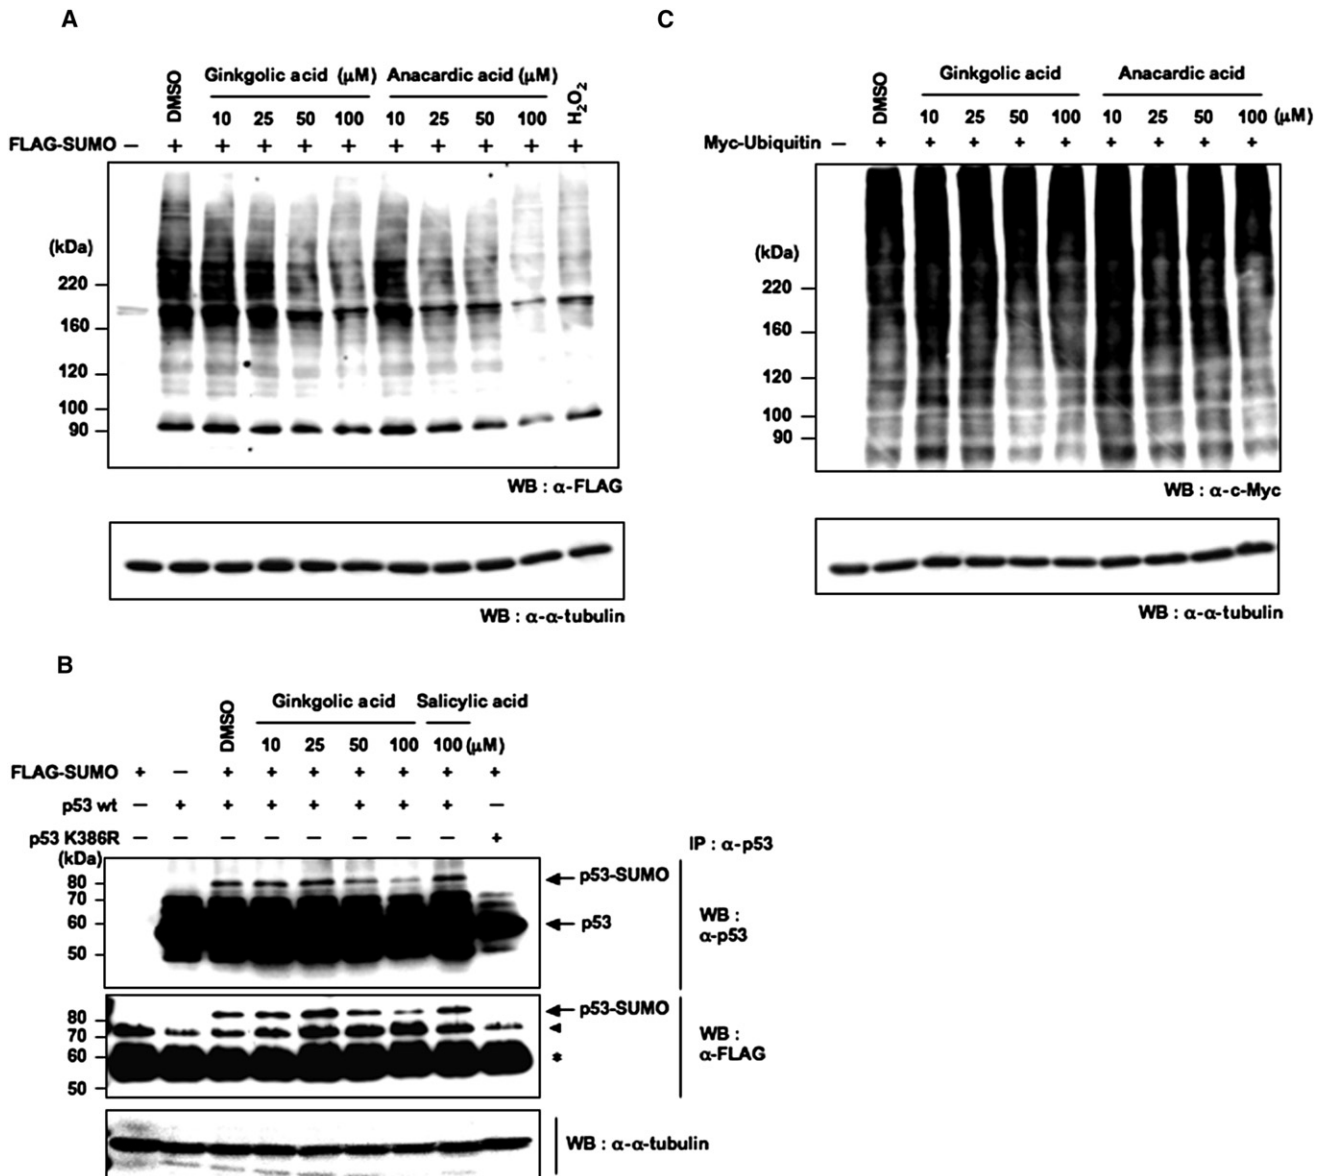 A
DMSO
Ginkgolic acid (μM) Anacardic acid (μM)
H₂O₂
10 25 50 100 10 25 50 100
FLAG-SUMO – + + + + + + + + + +
(kDa)
220
160
120
100
90
WB : α-FLAG
WB : α-α-tubulin
C
DMSO
Ginkgolic acid Anacardic acid
10 25 50 100 10 25 50 100 (μM)
Myc-Ubiquitin – + + + + + + + + +
(kDa)
220
160
120
100
90
WB : α-c-Myc
WB : α-α-tubulin
B
DMSO
Ginkgolic acid Salicylic acid
10 25 50 100 100 (μM)
FLAG-SUMO + – + + + + + + +
p53 wt – + + + + + + + –
p53 K386R – – – – – – – – +
(kDa)
IP : α-p53
80
70
60
50
p53-SUMO
p53
WB :
α-p53
80
70
60
50
p53-SUMO
*
WB :
α-FLAG
WB : α-α-tubulin